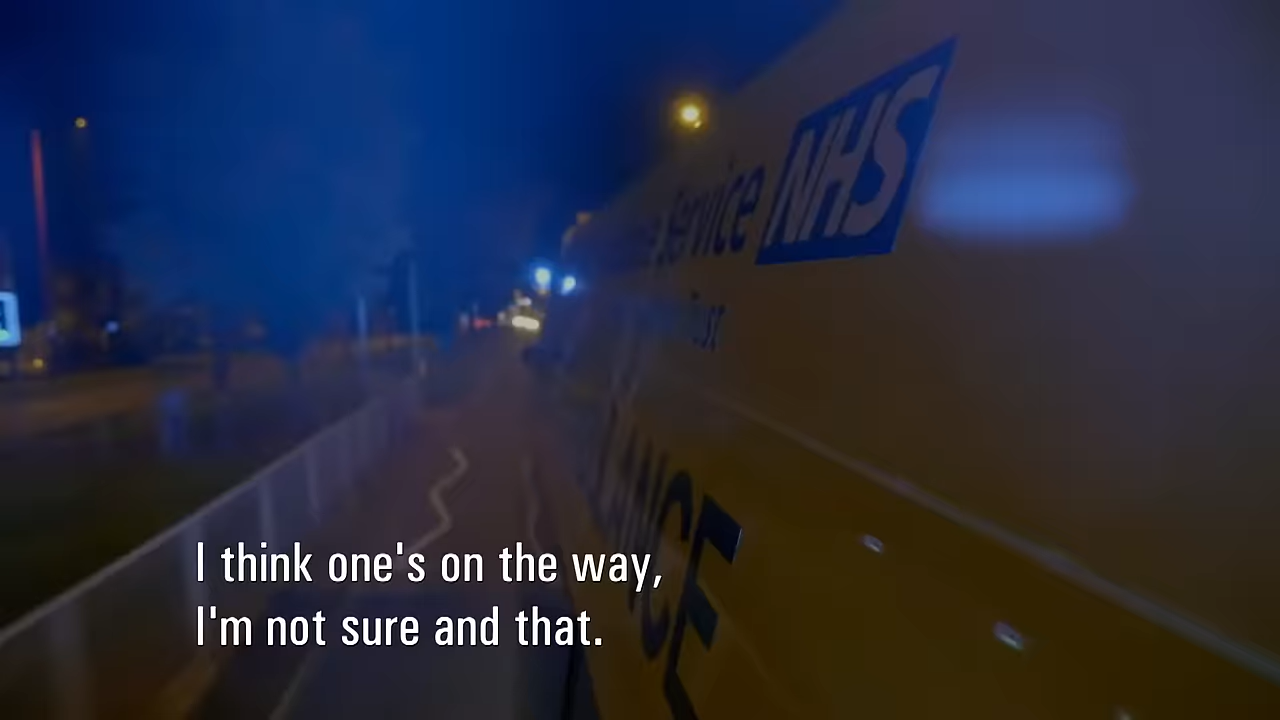 Service NHS
I think one's on the way,
I'm not sure and that.